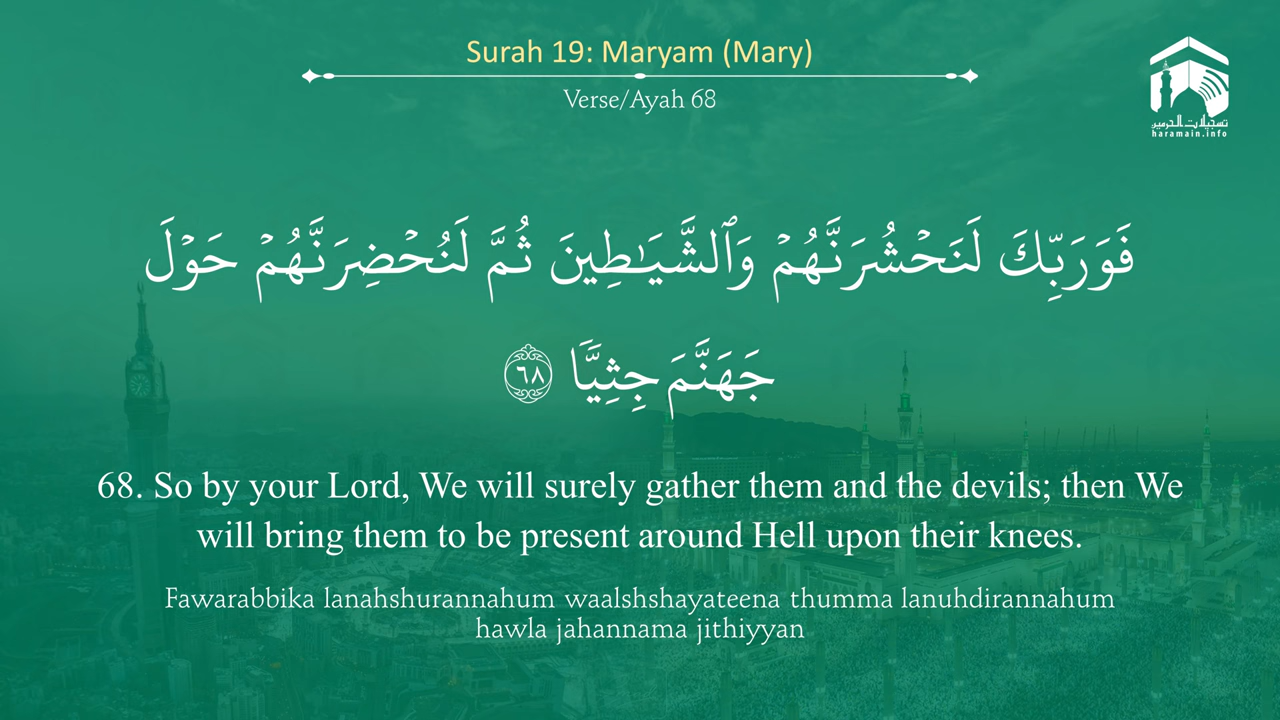 Surah 19: Maryam (Mary)
Verse/Ayah 68
تسجيلات الحرمين
haramain.info
فَوَرَبِّكَ لَنَحۡشُرَنَّهُمۡ وَٱلشَّيَٰطِينَ ثُمَّ لَنُحۡضِرَنَّهُمۡ حَوۡلَ
جَهَنَّمَ جِثِيّٗا ٦٨
68. So by your Lord, We will surely gather them and the devils; then We
will bring them to be present around Hell upon their knees.
Fawarabbika lanahshurannahum waalshshayateena thumma lanuhdirannahum
hawla jahannama jithiyyan